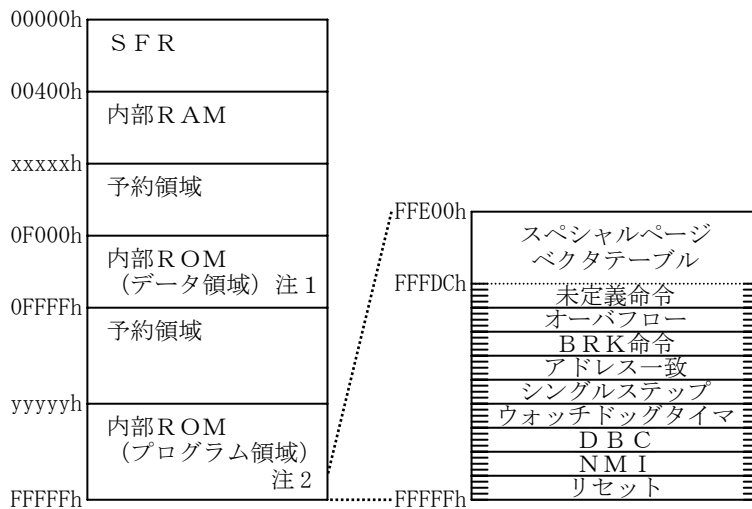 00000h
ＳＦＲ
00400h
内部ＲＡＭ
xxxxxh
予約領域
0F000h
内部ＲＯＭ
（データ領域）注１
0FFFFh
予約領域
yyyyyh
内部ＲＯＭ
（プログラム領域）
注２
FFFFFh
FFE00h
スペシャルページ
ベクタテーブル
FFFDCh
未定義命令
オーバフロー
ＢＲＫ命令
アドレス一致
シングルステップ
ウォッチドッグタイマ
ＤＢＣ
ＮＭＩ
リセット
FFFFFh